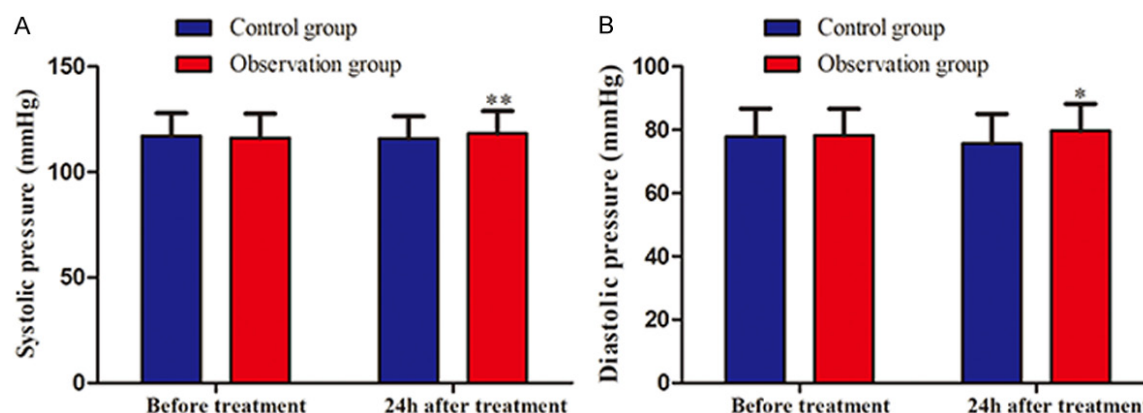 A
Control group
Observation group
Systolic pressure (mmHg)
150
100
50
0
**
Before treatment
24h after treatment
B
Control group
Observation group
Diastolic pressure (mmHg)
100
80
60
40
20
0
*
Before treatment
24h after treatmen